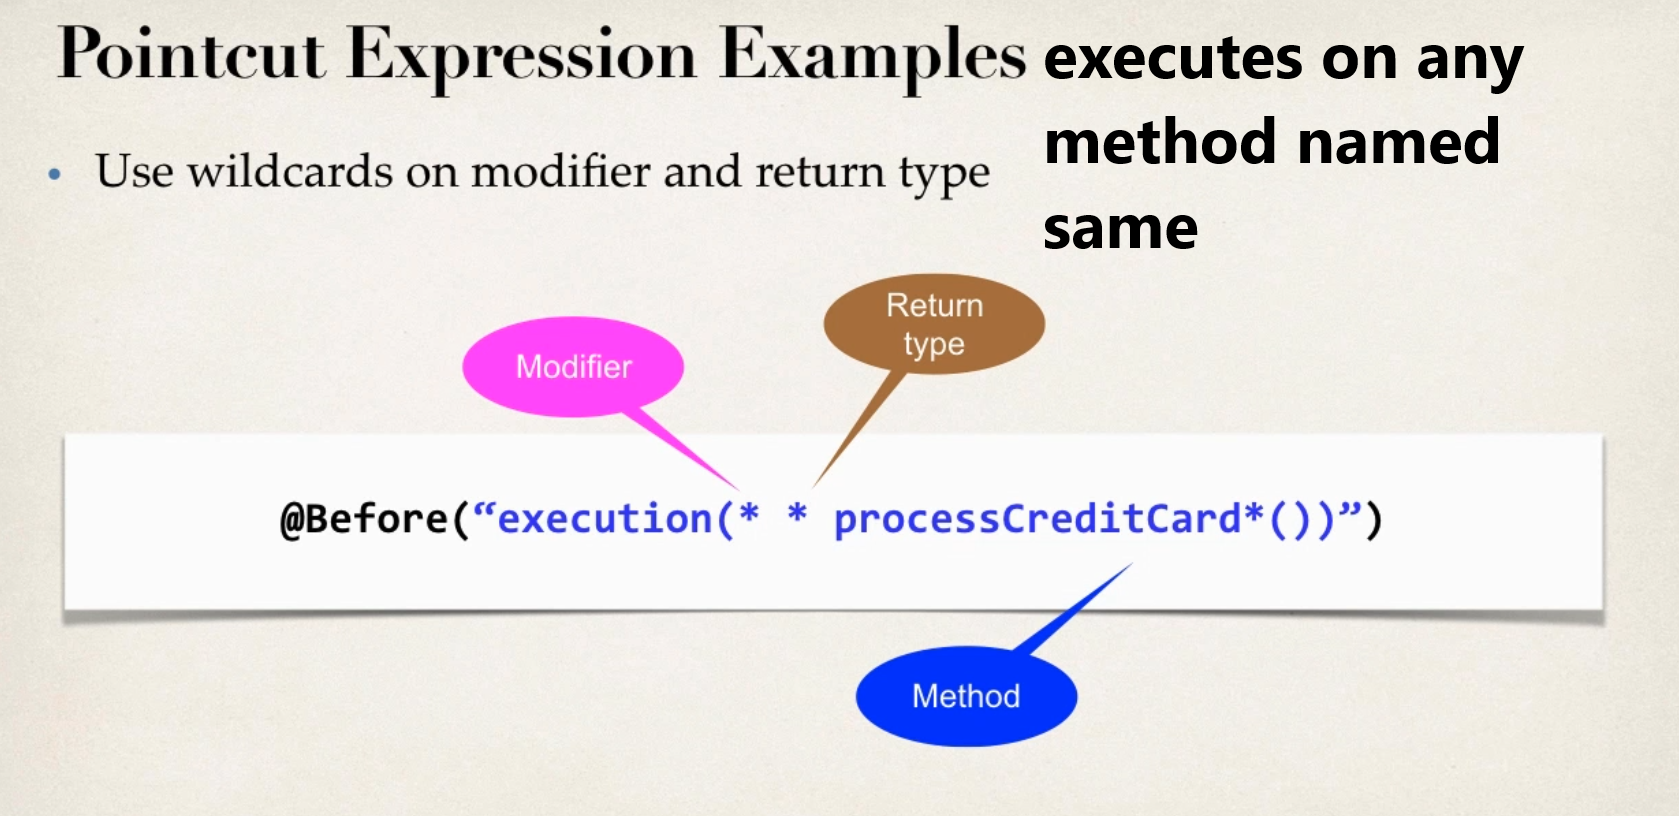 Pointcut Expression Examples
executes on any
method named
same
• Use wildcards on modifier and return type
Modifier
Return
type
@Before(“execution(* * processCreditCard*())”)
Method